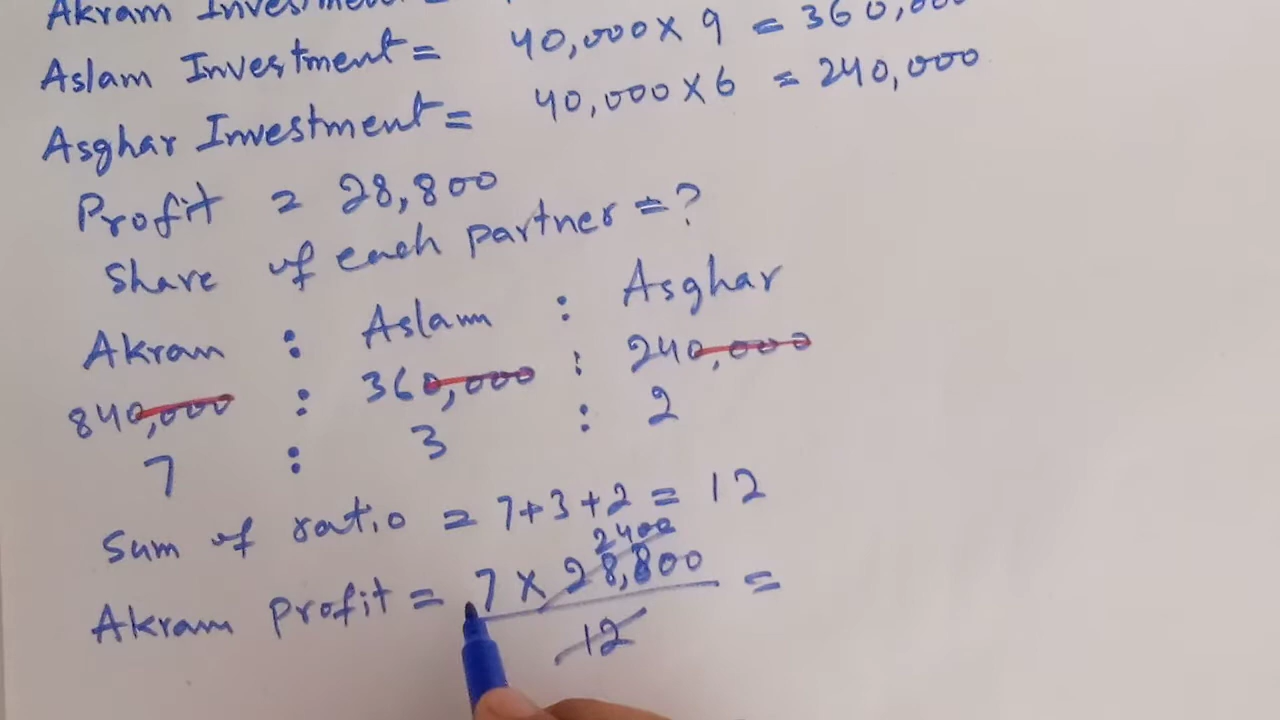 Akram Investment =
Aslam Investment = 40,000 x 9 = 360,000
Asghar Investment = 40,000 x 6 = 240,000
Profit = 28,800
Share of each partner = ?
Akram : Aslam : Asghar
840,000 : 360,000 : 240,000
7 : 3 : 2
Sum of ratio = 7+3+2 = 12
2400
Akram Profit = 7 x 28,800 =
12